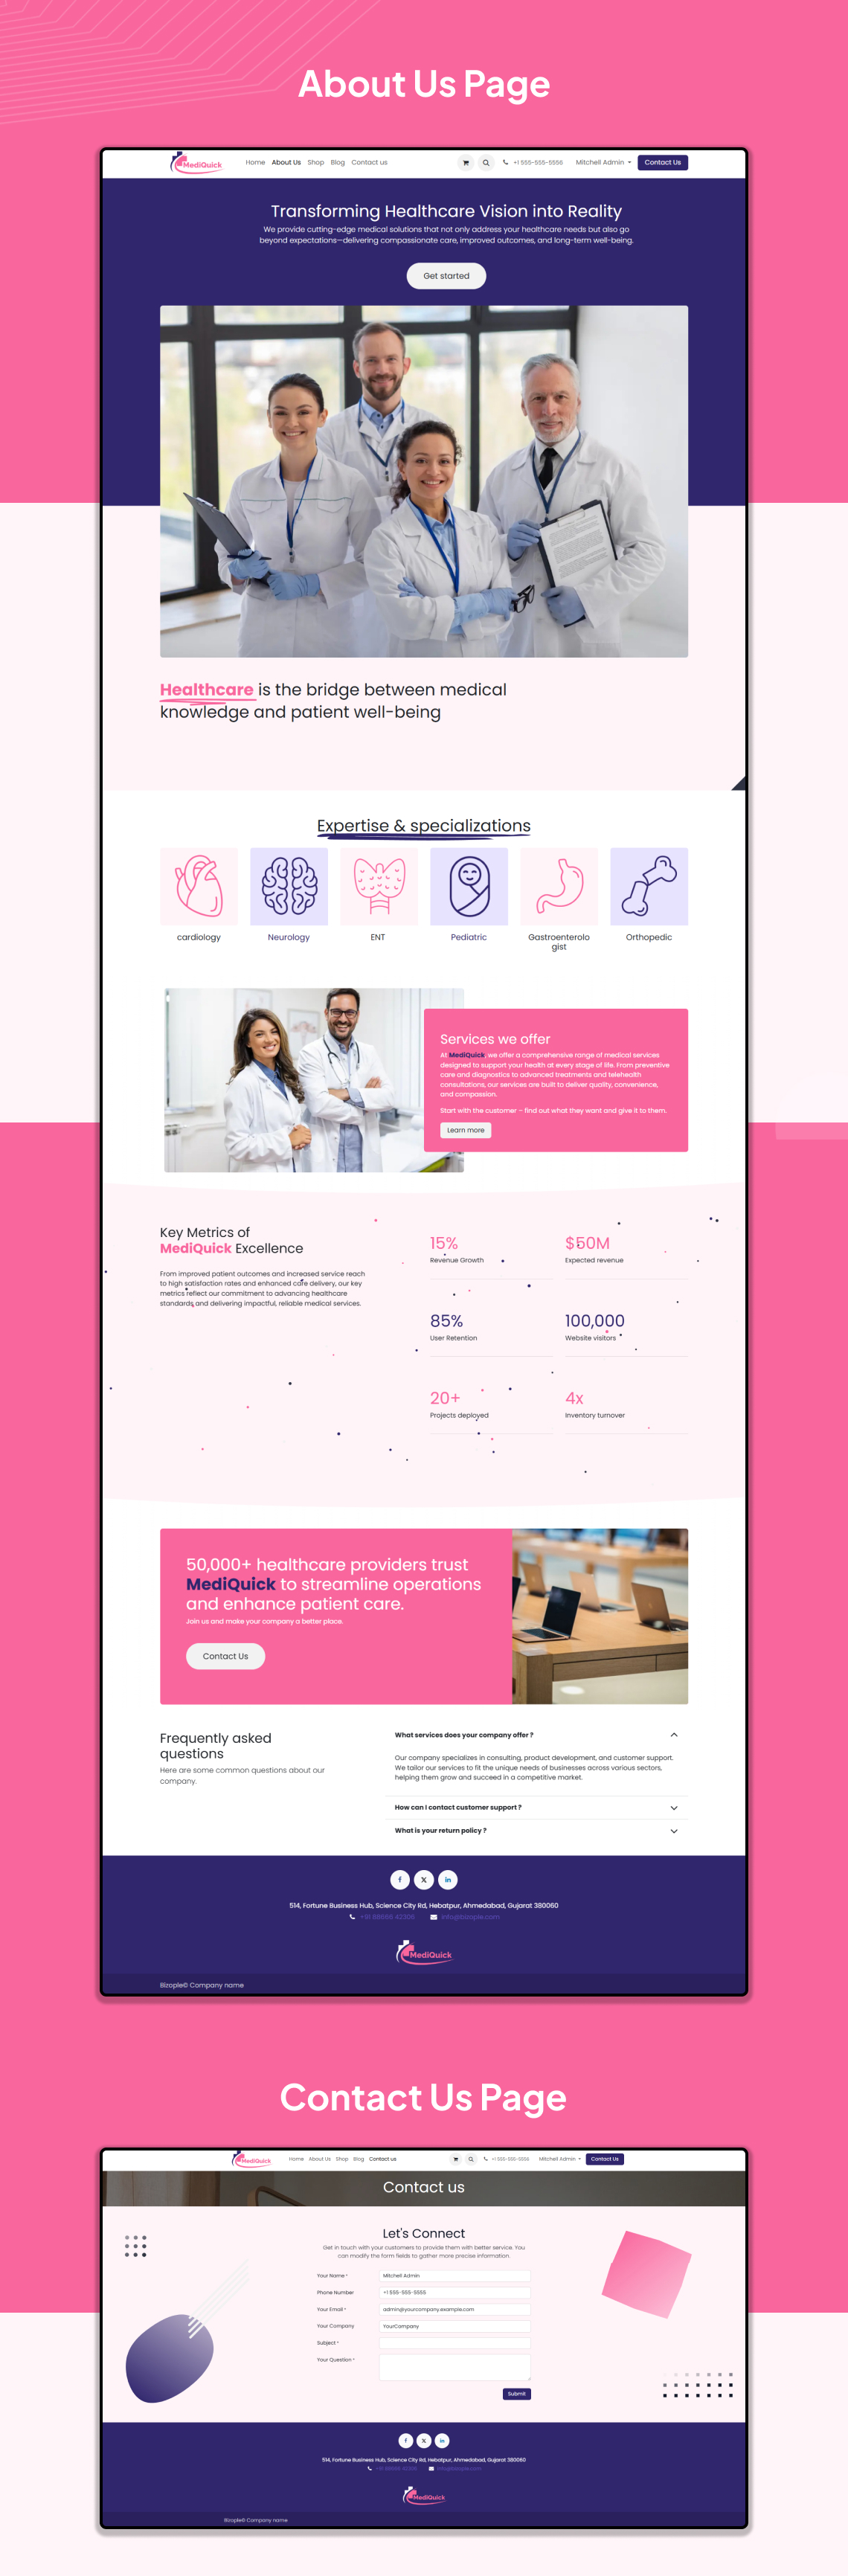 About Us Page
MediQuick
Home About Us Shop Blog Contact us
+1 555-555-5556
Mitchell Admin
Contact Us
Transforming Healthcare Vision into Reality
We provide cutting-edge medical solutions that not only address your healthcare needs but also go
beyond expectations—delivering compassionate care, improved outcomes, and long-term well-being.
Get started
Healthcare is the bridge between medical
knowledge and patient well-being
Expertise & specializations
cardiology
Neurology
ENT
Pediatric
Gastroenterolo
gist
Orthopedic
Services we offer
At MediQuick, we offer a comprehensive range of medical services
designed to support your health at every stage of life. From preventive
care and diagnostics to advanced treatments and telehealth
consultations, our services are built to deliver quality, convenience,
and compassion.
Start with the customer – find out what they want and give it to them.
Learn more
Key Metrics of
MediQuick Excellence
From improved patient outcomes and increased service reach
to high satisfaction rates and enhanced care delivery, our key
metrics reflect our commitment to advancing healthcare
standards and delivering impactful, reliable medical services.
15%
Revenue Growth
$50M
Expected revenue
85%
User Retention
100,000
Website visitors
20+
Projects deployed
4x
Inventory turnover
50,000+ healthcare providers trust
MediQuick to streamline operations
and enhance patient care.
Join us and make your company a better place.
Contact Us
Frequently asked
questions
Here are some common questions about our
company.
What services does your company offer ?
Our company specializes in consulting, product development, and customer support.
We tailor our services to fit the unique needs of businesses across various sectors,
helping them grow and succeed in a competitive market.
How can I contact customer support ?
What is your return policy ?
514, Fortune Business Hub, Science City Rd, Hebatpur, Ahmedabad, Gujarat 380060
info@bizople.com
MediQuick
Bizople© Company name
Contact Us Page
MediQuick
Home About Us Shop Blog Contact us
+1 555-555-5556
Mitchell Admin
Contact Us
Contact us
Let's Connect
Get in touch with your customers to provide them with better service. You
can modify the form fields to gather more precise information.
Your Name *
Mitchell Admin
Phone Number
+1 555-555-5555
Your Email *
admin@yourcompany.example.com
Your Company
YourCompany
Subject *
Your Question *
Submit
514, Fortune Business Hub, Science City Rd, Hebatpur, Ahmedabad, Gujarat 380060
info@bizople.com
MediQuick
Bizople© Company name